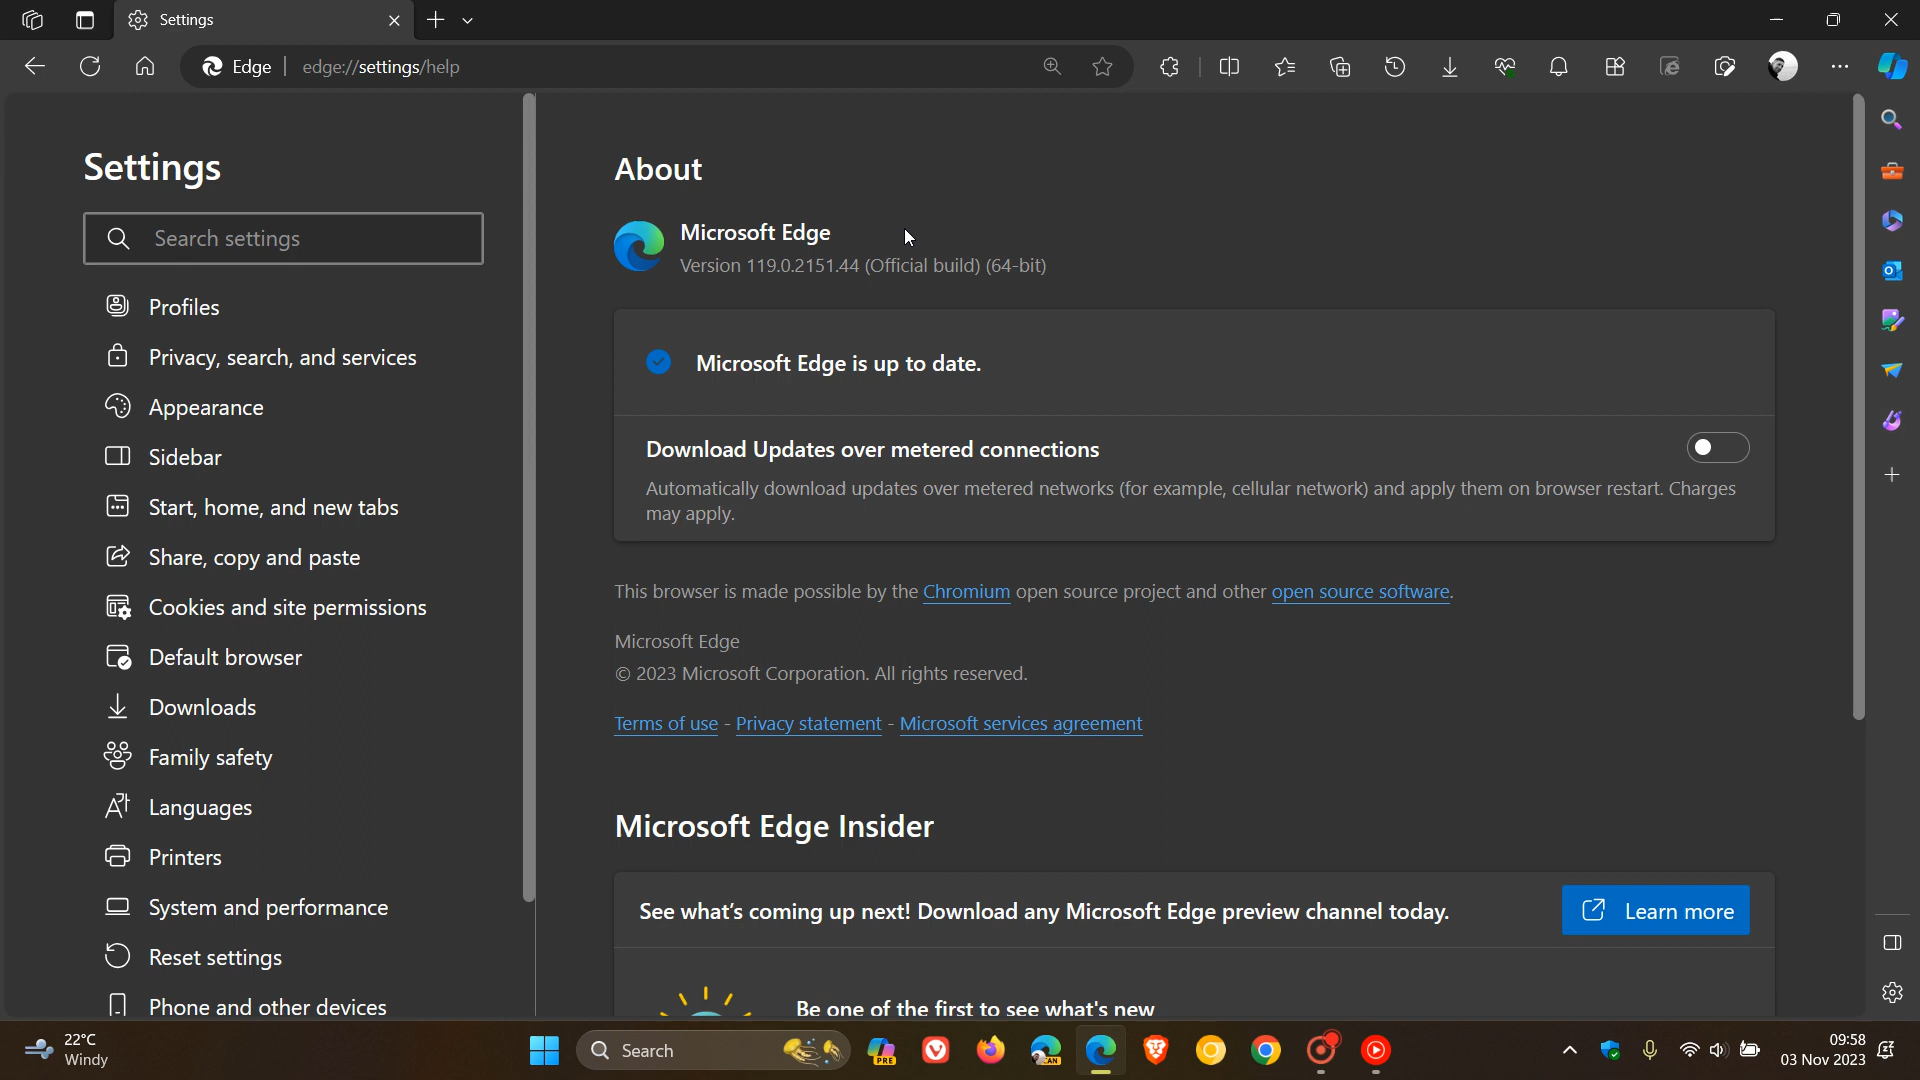 Settings
Edge
edge://settings/help
Settings
Search settings
Profiles
Privacy, search, and services
Appearance
Sidebar
Start, home, and new tabs
Share, copy and paste
Cookies and site permissions
Default browser
Downloads
Family safety
Languages
Printers
System and performance
Reset settings
Phone and other devices
About
Microsoft Edge
Version 119.0.2151.44 (Official build) (64-bit)
Microsoft Edge is up to date.
Download Updates over metered connections
Automatically download updates over metered networks (for example, cellular network) and apply them on browser restart. Charges
may apply.
This browser is made possible by the Chromium open source project and other open source software.
Microsoft Edge
© 2023 Microsoft Corporation. All rights reserved.
Terms of use - Privacy statement - Microsoft services agreement
Microsoft Edge Insider
See what's coming up next! Download any Microsoft Edge preview channel today.
Learn more
Be one of the first to see what's new
22°C
Windy
Search
PRE
CAN
09:58
03 Nov 2023